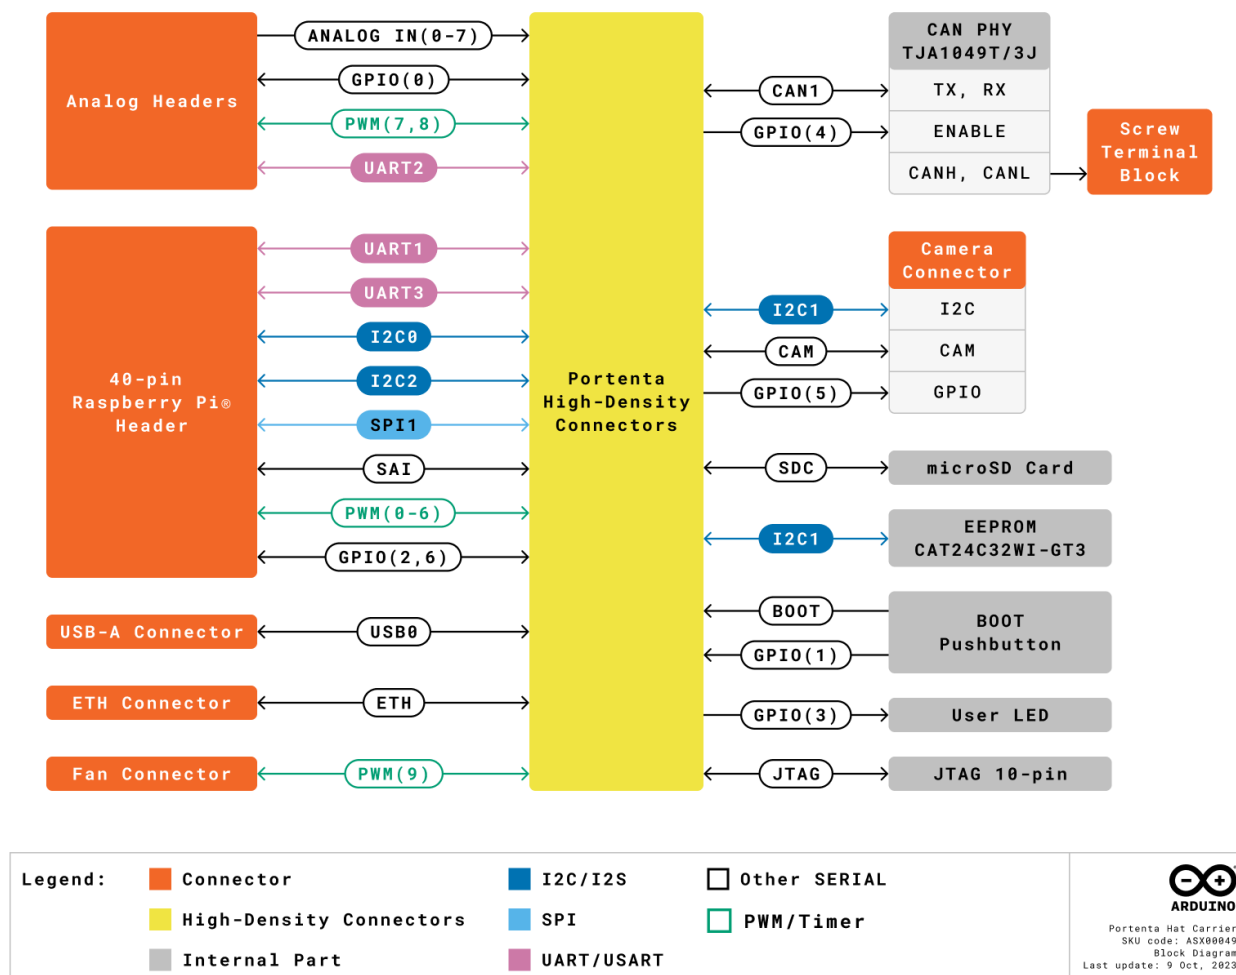 Analog Headers
ANALOG IN(0-7)
GPIO(0)
PWM(7,8)
UART2
40-pin
Raspberry Pi®
Header
UART1
UART3
I2C0
I2C2
SPI1
SAI
PWM(0-6)
GPIO(2,6)
USB-A Connector
USB0
ETH Connector
ETH
Fan Connector
PWM(9)
Portenta
High-Density
Connectors
CAN1
GPIO(4)
CAN PHY
TJA1049T/3J
TX, RX
ENABLE
CANH, CANL
Screw
Terminal
Block
I2C1
CAM
GPIO(5)
Camera
Connector
I2C
CAM
GPIO
SDC
microSD Card
I2C1
EEPROM
CAT24C32WI-GT3
BOOT
GPIO(1)
BOOT
Pushbutton
GPIO(3)
User LED
JTAG
JTAG 10-pin
Legend:
Connector
High-Density Connectors
Internal Part
I2C/I2S
SPI
UART/USART
Other SERIAL
PWM/Timer
ARDUINO
Portenta Hat Carrier
SKU code: ASX00049
Block Diagram
Last update: 9 Oct, 2023